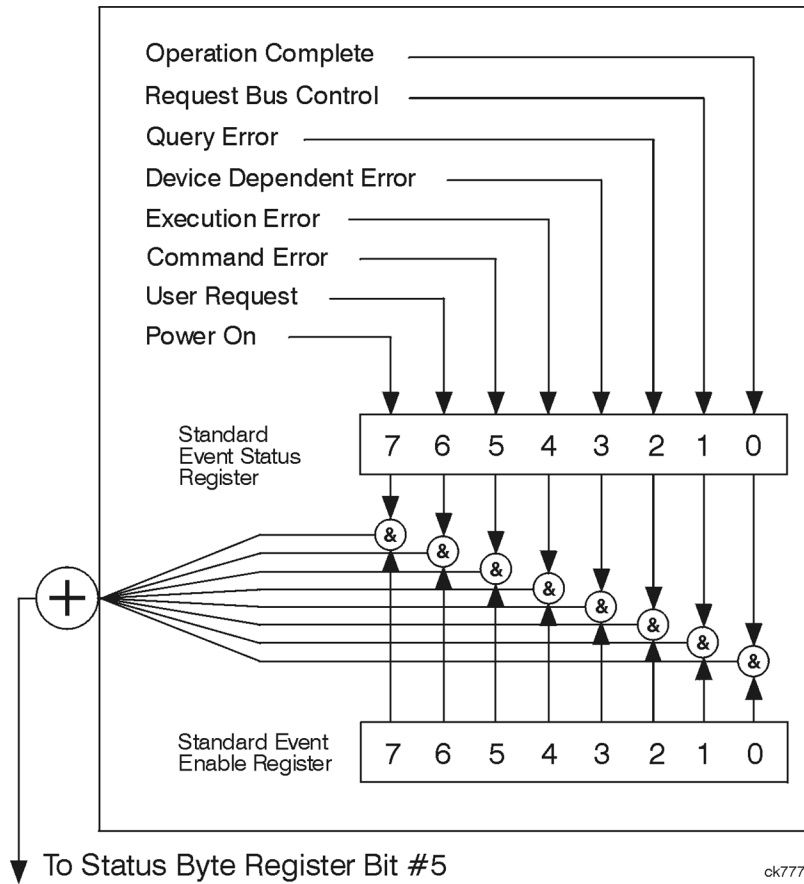 Operation Complete
Request Bus Control
Query Error
Device Dependent Error
Execution Error
Command Error
User Request
Power On
Standard
Event Status
Register
7 6 5 4 3 2 1 0
&
&
&
&
&
&
&
&
+
Standard Event
Enable Register
7 6 5 4 3 2 1 0
To Status Byte Register Bit #5
ck777